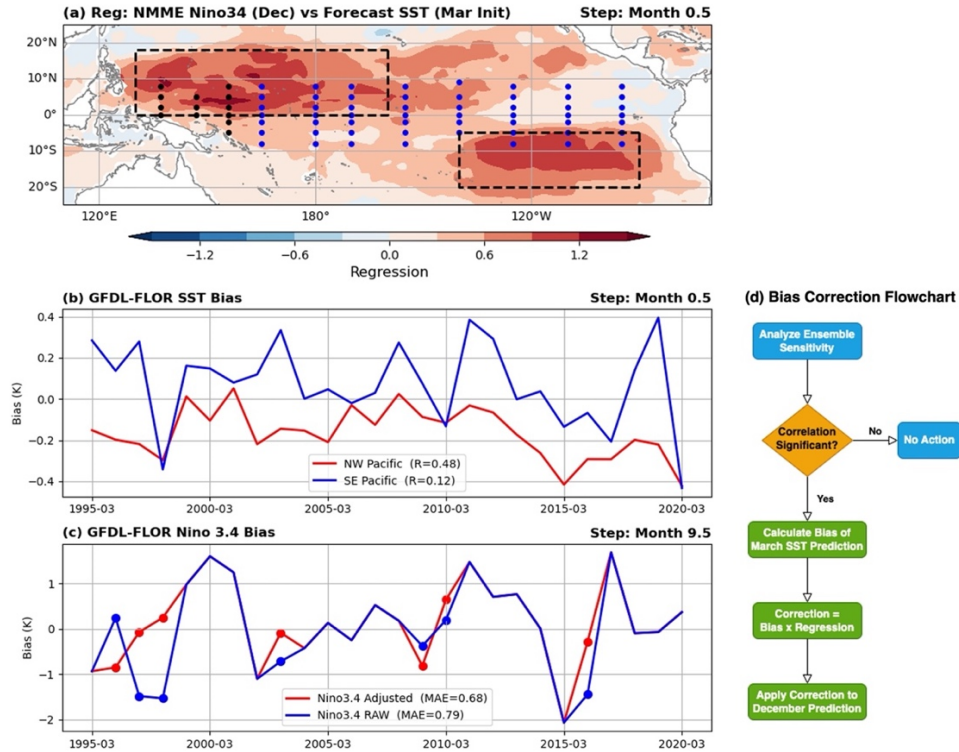 (a) Reg: NMME Nino34 (Dec) vs Forecast SST (Mar Init) Step: Month 0.5
20°N
10°N
0°
10°S
20°S
120°E 180° 120°W
−1.2 −0.6 0.0 0.6 1.2
Regression
(b) GFDL-FLOR SST Bias Step: Month 0.5
Bias (K)
0.4
0.2
0.0
−0.2
−0.4
NW Pacific (R=0.48)
SE Pacific (R=0.12)
1995-03 2000-03 2005-03 2010-03 2015-03 2020-03
(c) GFDL-FLOR Nino 3.4 Bias Step: Month 9.5
Bias (K)
1
0
−1
−2
Nino3.4 Adjusted (MAE=0.68)
Nino3.4 RAW (MAE=0.79)
1995-03 2000-03 2005-03 2010-03 2015-03 2020-03
(d) Bias Correction Flowchart
Analyze Ensemble
Sensitivity
Correlation
Significant?
No
No Action
Yes
Calculate Bias of
March SST Prediction
Correction =
Bias x Regression
Apply Correction to
December Prediction